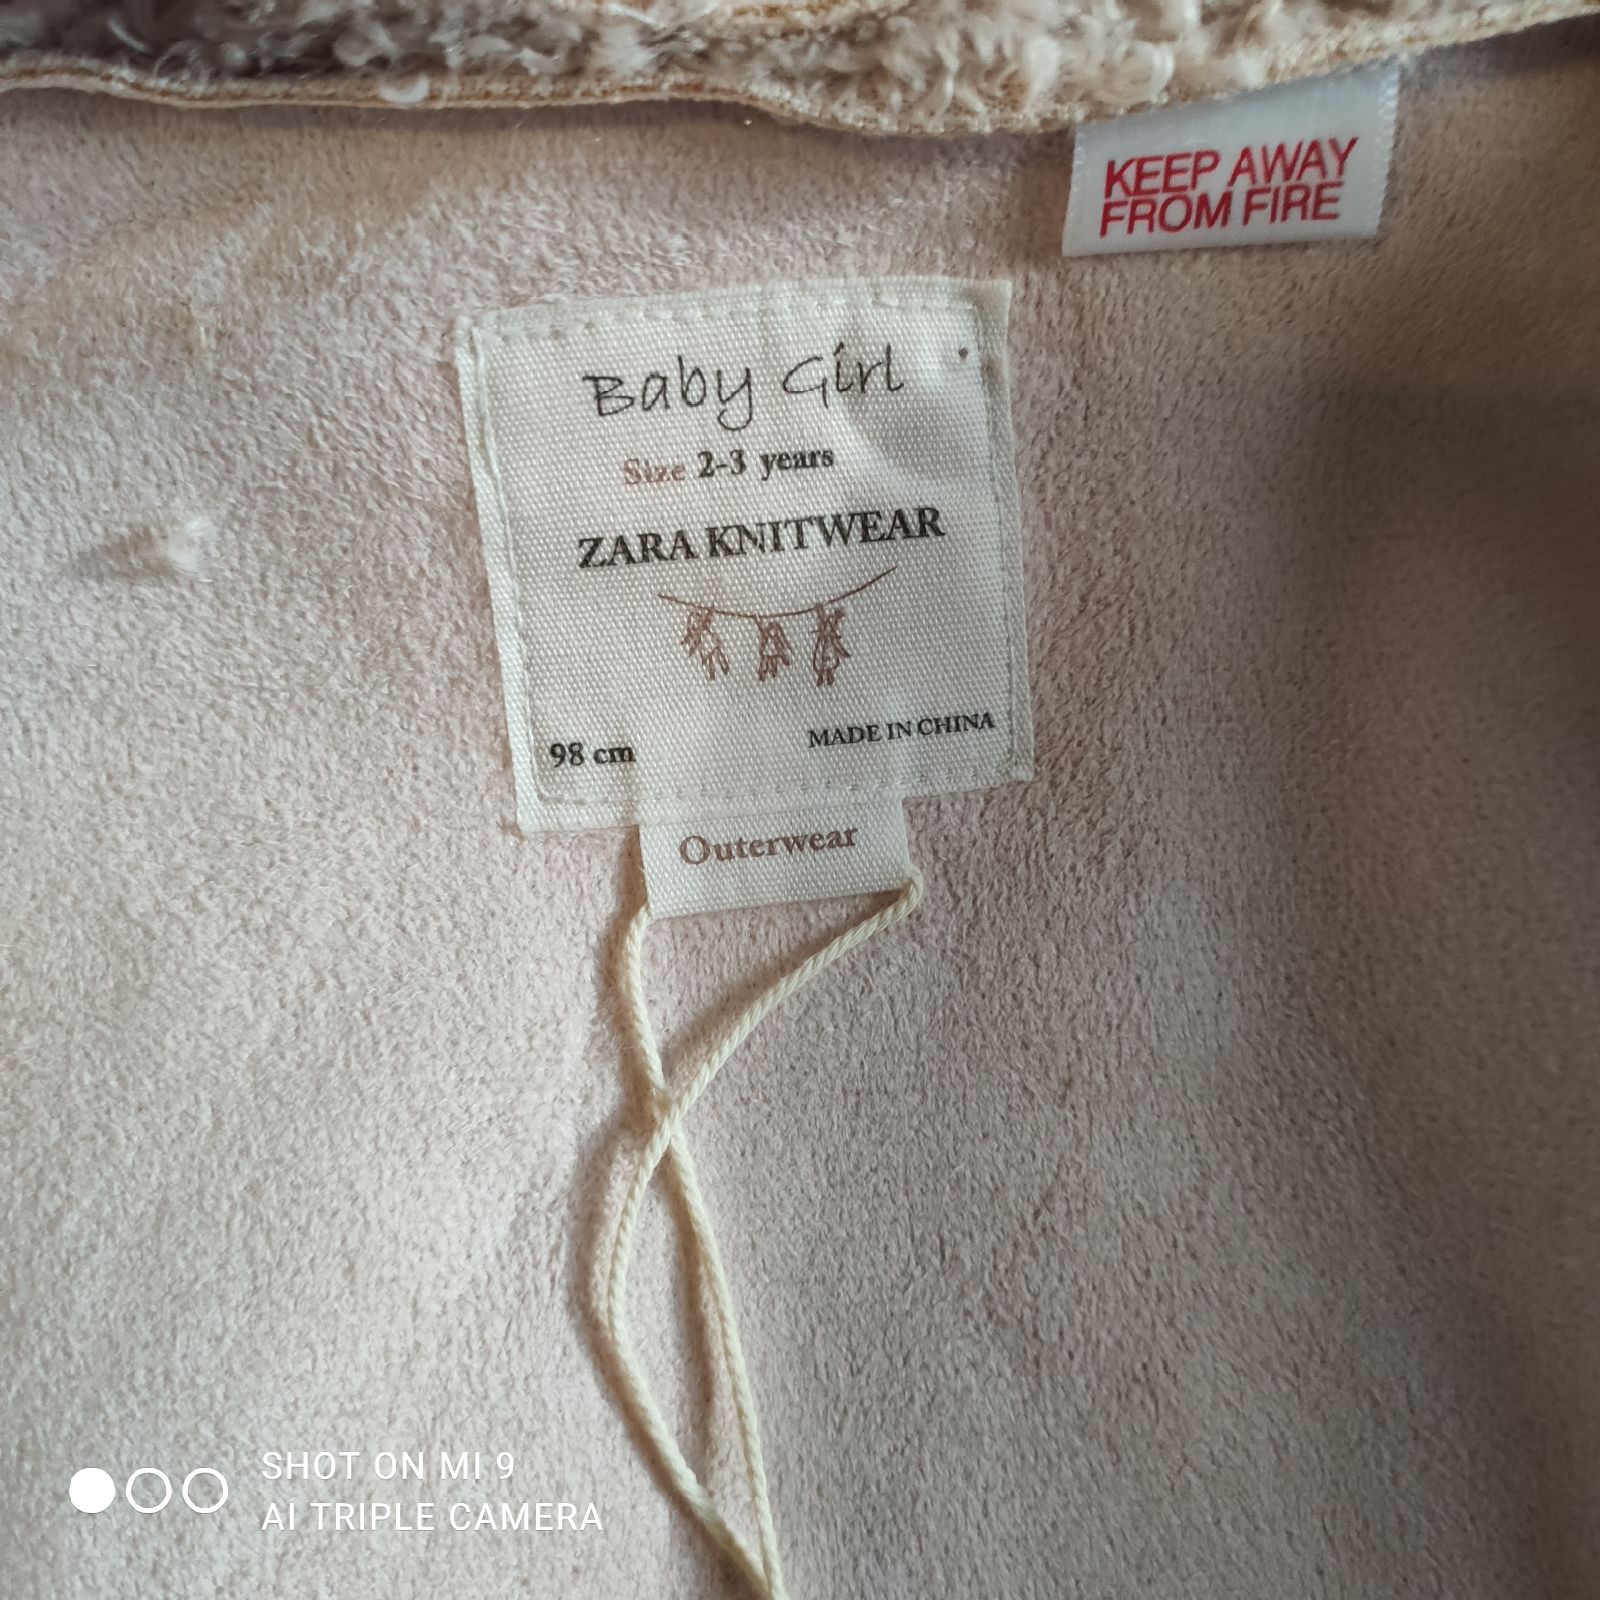 KEEP AWAY
FROM FIRE
Baby Girl
Size 2-3 years
ZARA KNITWEAR
98 cm
MADE IN CHINA
Outerwear
SHOT ON MI 9
AI TRIPLE CAMERA